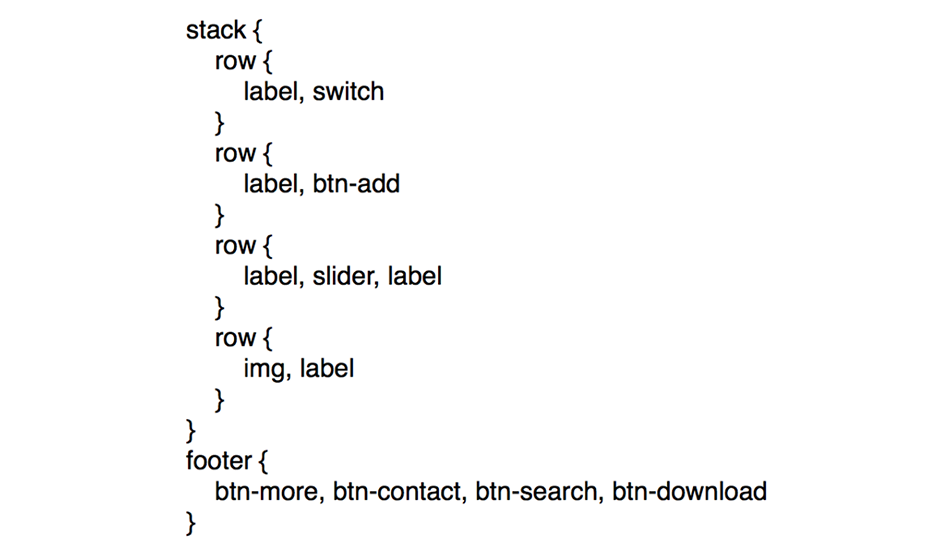 stack {
row {
label, switch
}
row {
label, btn-add
}
row {
label, slider, label
}
row {
img, label
}
}
footer {
btn-more, btn-contact, btn-search, btn-download
}